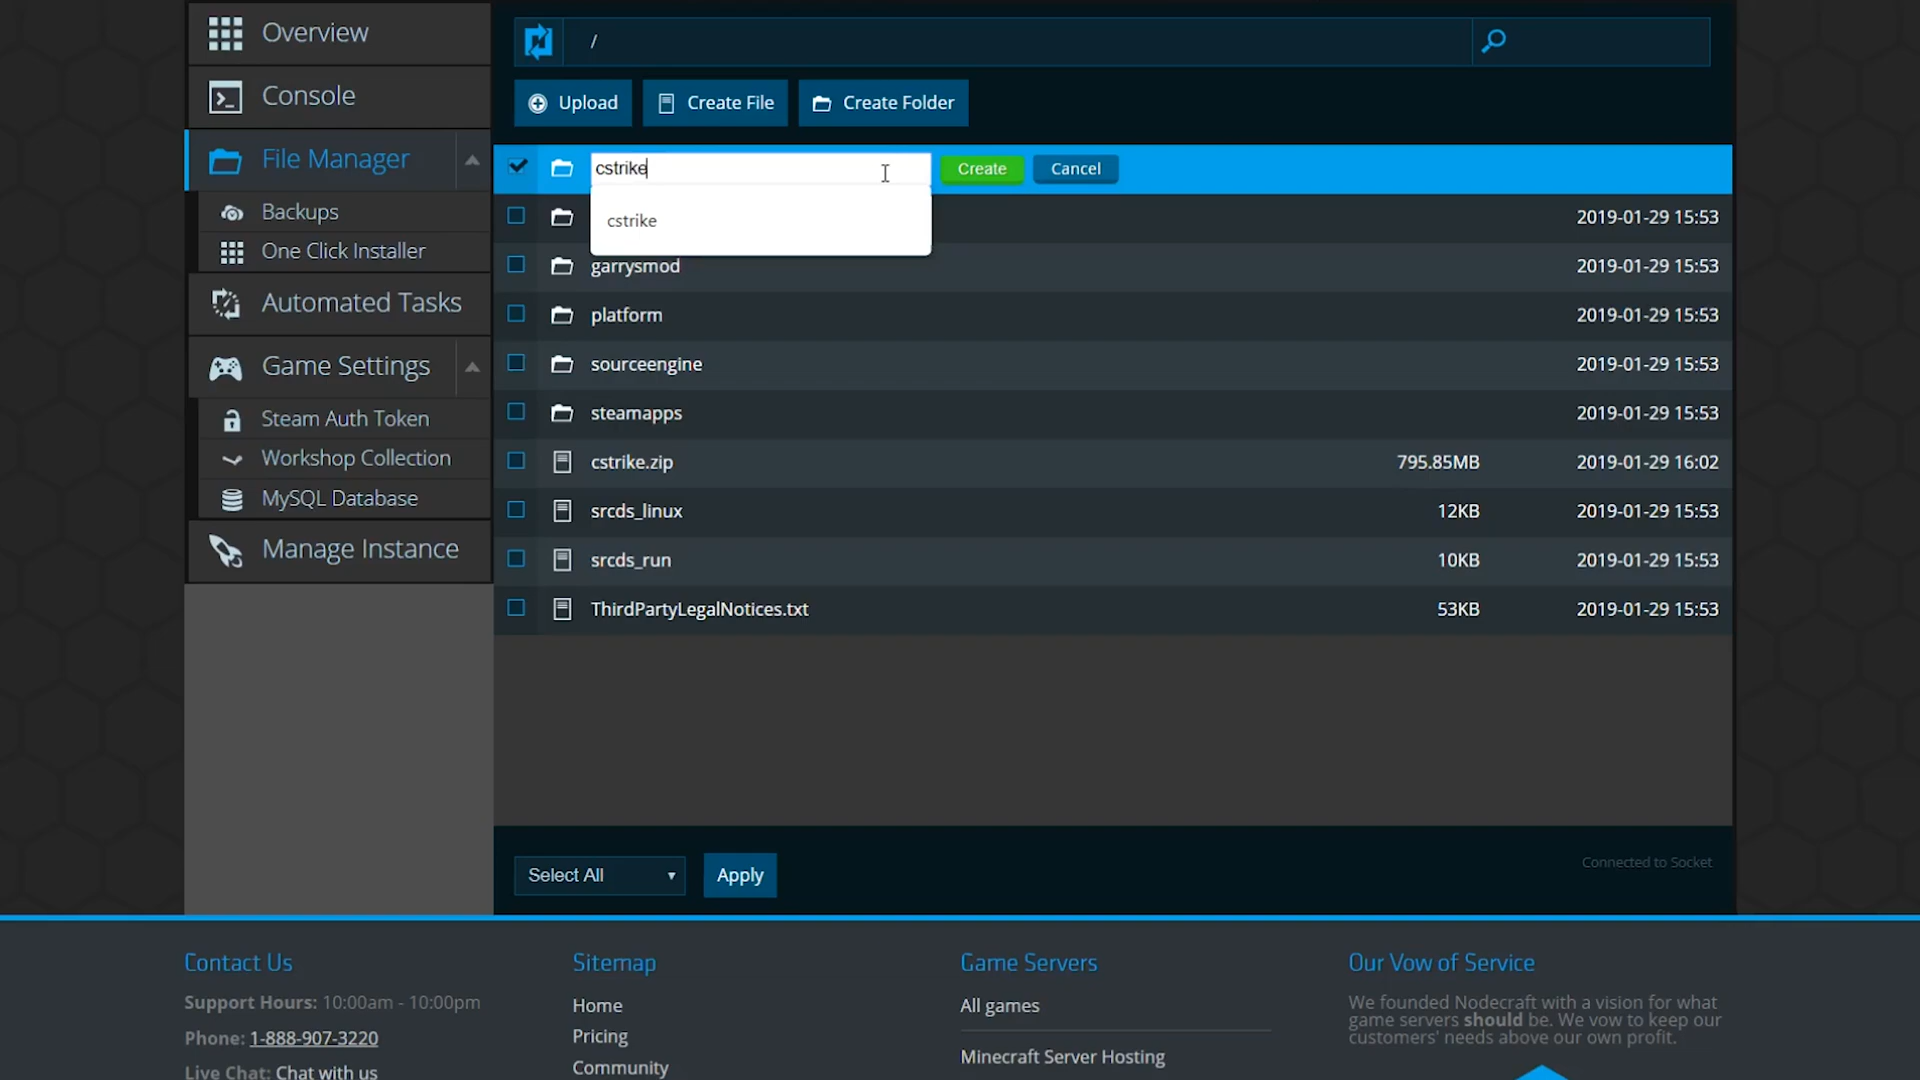 Overview
Console
File Manager
Backups
One Click Installer
Automated Tasks
Game Settings
Steam Auth Token
Workshop Collection
MySQL Database
Manage Instance
/
Upload
Create File
Create Folder
cstrike
Create
Cancel
cstrike
2019-01-29 15:53
garrysmod 2019-01-29 15:53
platform 2019-01-29 15:53
sourceengine 2019-01-29 15:53
steamapps 2019-01-29 15:53
cstrike.zip 795.85MB 2019-01-29 16:02
srcds_linux 12KB 2019-01-29 15:53
srcds_run 10KB 2019-01-29 15:53
ThirdPartyLegalNotices.txt 53KB 2019-01-29 15:53
Select All
Apply
Connected to Socket
Contact Us
Support Hours: 10:00am - 10:00pm
Phone: 1-888-907-3220
Live Chat: Chat with us
Sitemap
Home
Pricing
Community
Game Servers
All games
Minecraft Server Hosting
Our Vow of Service
We founded Nodecraft with a vision for what
game servers should be. We vow to keep our
customers' needs above our own profit.